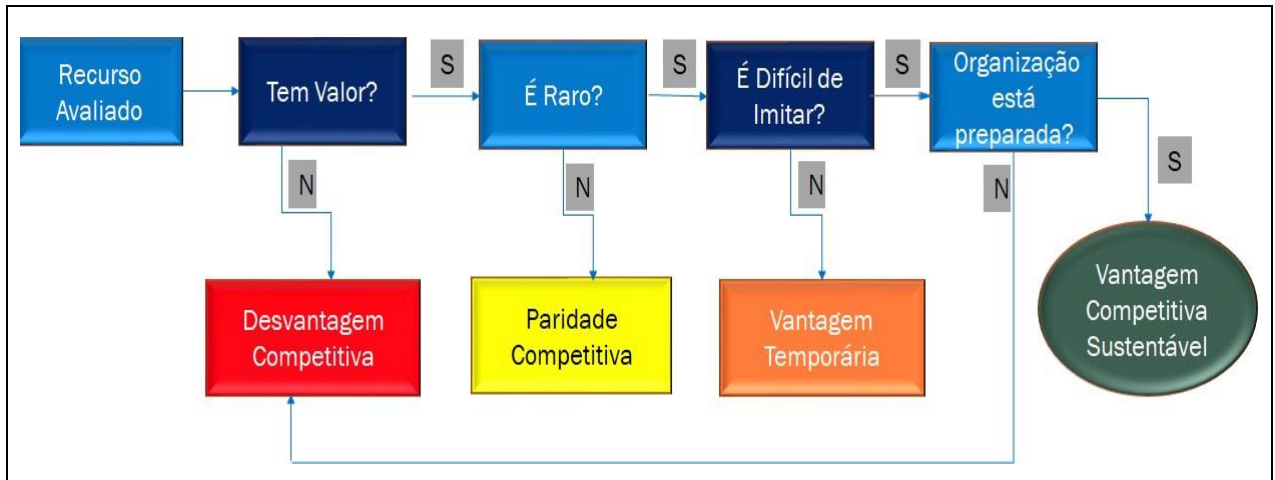 Recurso
Avaliado
Tem Valor?
S
É Raro?
S
É Difícil de
Imitar?
S
Organização
está
preparada?
N
N
N
N
S
Desvantagem
Competitiva
Paridade
Competitiva
Vantagem
Temporária
Vantagem
Competitiva
Sustentável